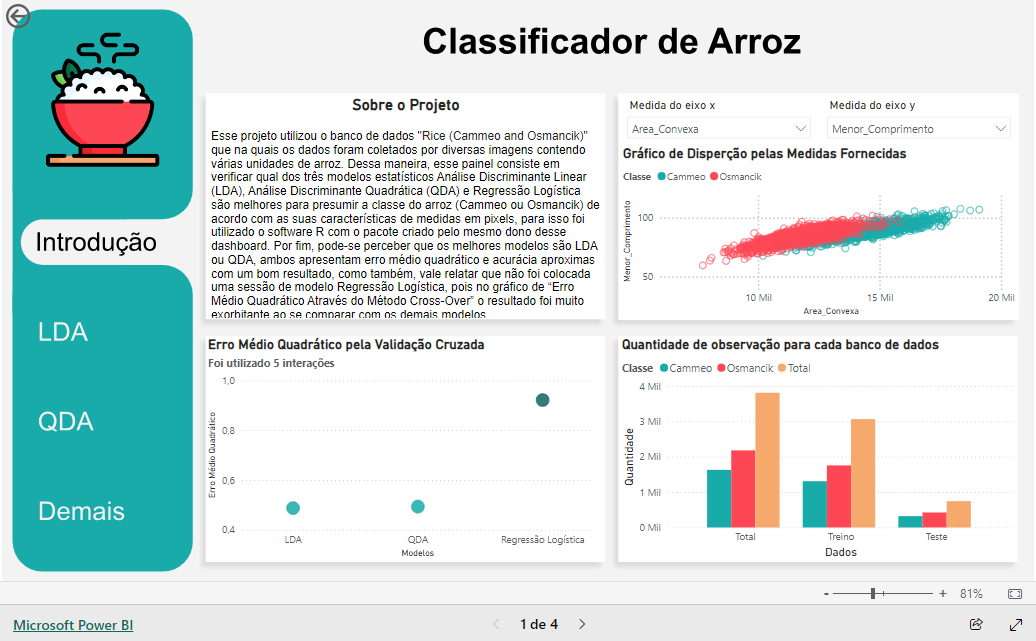 Classificador de Arroz
Introdução
LDA
QDA
Demais
Sobre o Projeto
Esse projeto utilizou o banco de dados "Rice (Cammeo and Osmancik)"
que na quais os dados foram coletados por diversas imagens contendo
várias unidades de arroz. Dessa maneira, esse painel consiste em
verificar qual dos três modelos estatísticos Análise Discriminante Linear
(LDA), Análise Discriminante Quadrática (QDA) e Regressão Logística
são melhores para presumir a classe do arroz (Cammeo ou Osmancik) de
acordo com as suas características de medidas em pixels, para isso foi
utilizado o software R com o pacote criado pelo mesmo dono desse
dashboard. Por fim, pode-se perceber que os melhores modelos são LDA
ou QDA, ambos apresentam erro médio quadrático e acurácia aproximas
com um bom resultado, como também, vale relatar que não foi colocada
uma sessão de modelo Regressão Logística, pois no gráfico de “Erro
Médio Quadrático Através do Método Cross-Over” o resultado foi muito
exorbitante ao se comparar com os demais modelos
Medida do eixo x
Medida do eixo y
Area_Convexa
Menor_Comprimento
Gráfico de Disperção pelas Medidas Fornecidas
Classe Cammeo Osmancik
Menor_Comprimento
100
50
10 Mil
15 Mil
20 Mil
Area_Convexa
Erro Médio Quadrático pela Validação Cruzada
Foi utilizado 5 interações
Erro Médio Quadrático
1,0
0,8
0,6
0,4
LDA
QDA
Regressão Logística
Modelos
Quantidade de observação para cada banco de dados
Classe Cammeo Osmancik Total
Quantidade
4 Mil
3 Mil
2 Mil
1 Mil
0 Mil
Total
Treino
Teste
Dados
- + 81%
Microsoft Power BI
1 de 4